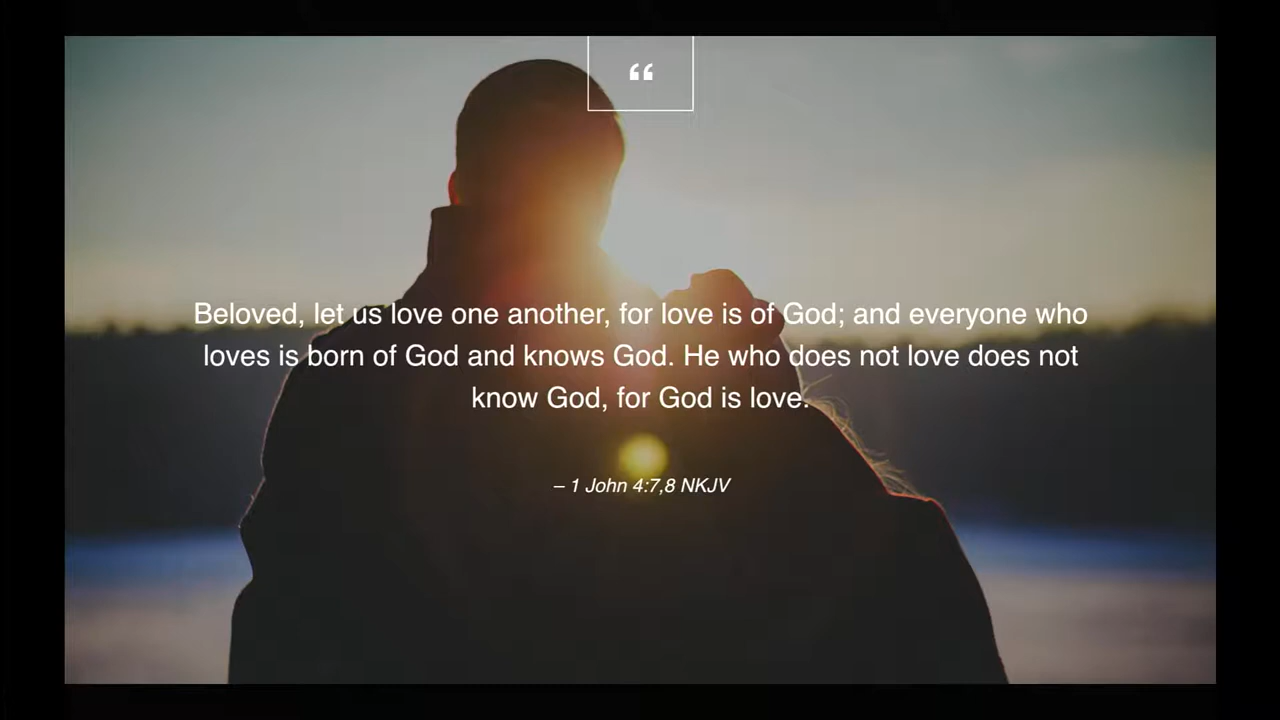 “
Beloved, let us love one another, for love is of God; and everyone who
loves is born of God and knows God. He who does not love does not
know God, for God is love.
– 1 John 4:7,8 NKJV